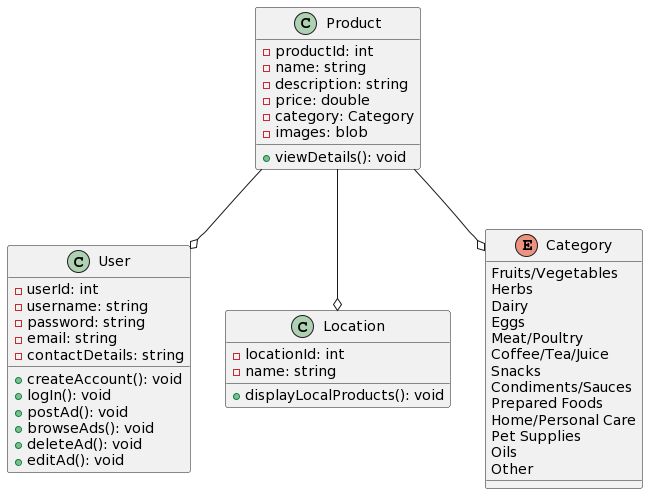 C Product
productId: int
name: string
description: string
price: double
category: Category
images: blob
viewDetails(): void
C User
userId: int
username: string
password: string
email: string
contactDetails: string
createAccount(): void
logIn(): void
postAd(): void
browseAds(): void
deleteAd(): void
editAd(): void
C Location
locationId: int
name: string
displayLocalProducts(): void
E Category
Fruits/Vegetables
Herbs
Dairy
Eggs
Meat/Poultry
Coffee/Tea/Juice
Snacks
Condiments/Sauces
Prepared Foods
Home/Personal Care
Pet Supplies
Oils
Other